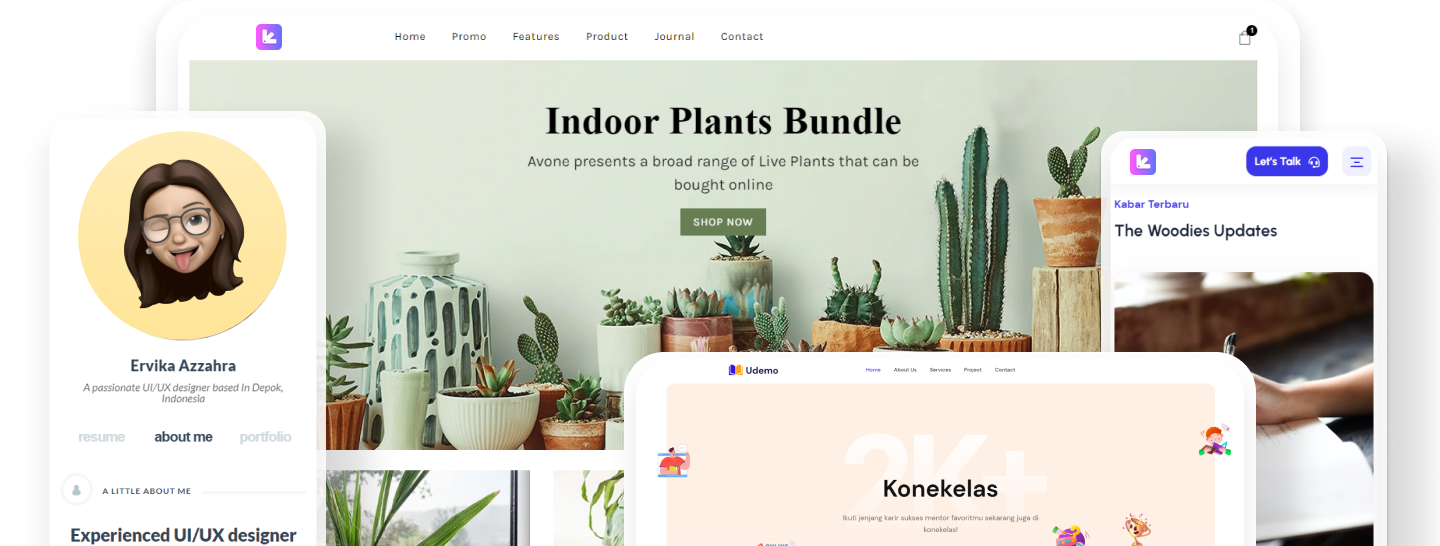 Home Promo Features Product Journal Contact
1
Indoor Plants Bundle
Avone presents a broad range of Live Plants that can be
bought online
SHOP NOW
Ervika Azzahra
A passionate UI/UX designer based In Depok,
Indonesia
resume about me portfolio
A LITTLE ABOUT ME
Experienced UI/UX designer
Let's Talk
Kabar Terbaru
The Woodies Updates
Udemo
Home About Us Services Project Contact
2K+
Konekelas
Ikuti jenjang karir sukses mentor favoritmu sekarang juga di
konekelas!
ONLINE